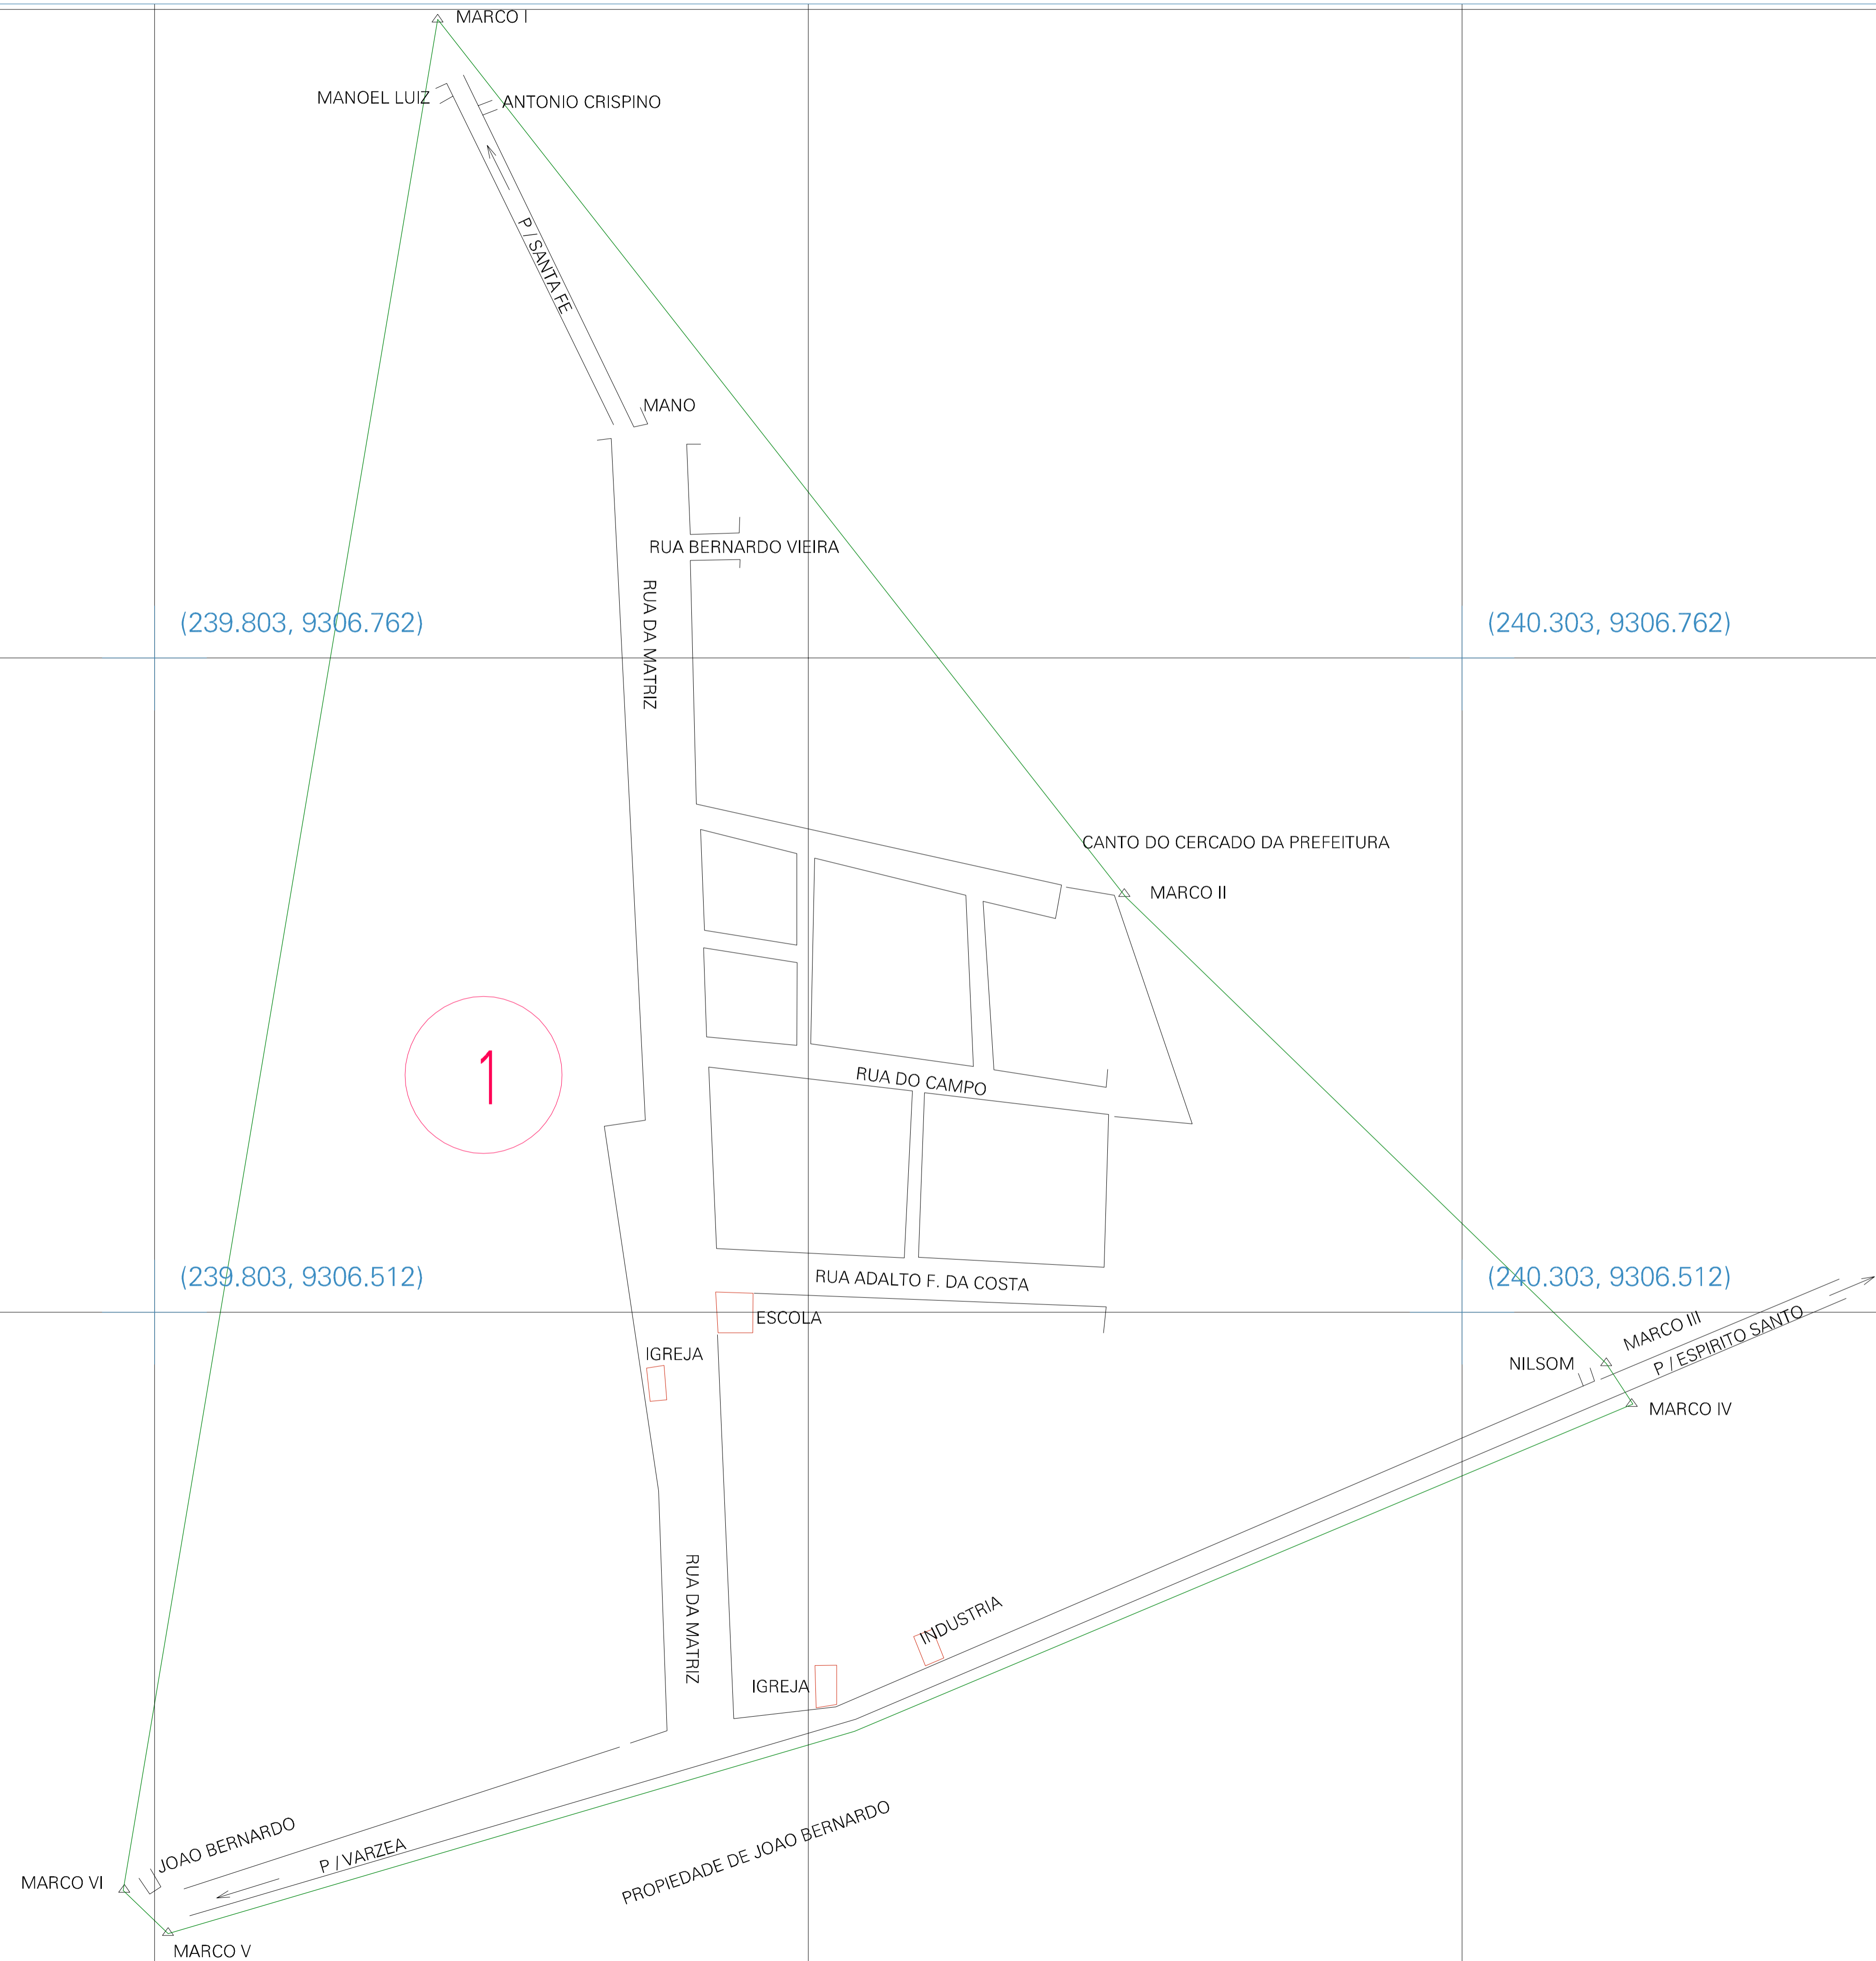 MARCO I
MANOEL LUIZ
ANTONIO CRISPINO
P / SANTA FE
MANO
RUA BERNARDO VIEIRA
RUA DA MATRIZ
(239.803, 9306.762)
(240.303, 9306.762)
CANTO DO CERCADO DA PREFEITURA
MARCO II
1
RUA DO CAMPO
(239.803, 9306.512)
RUA ADALTO F. DA COSTA
(240.303, 9306.512)
ESCOLA
IGREJA
MARCO III
P / ESPIRITO SANTO
NILSOM
MARCO IV
RUA DA MATRIZ
INDUSTRIA
IGREJA
JOAO BERNARDO
P / VARZEA
PROPIEDADE DE JOAO BERNARDO
MARCO VI
MARCO V